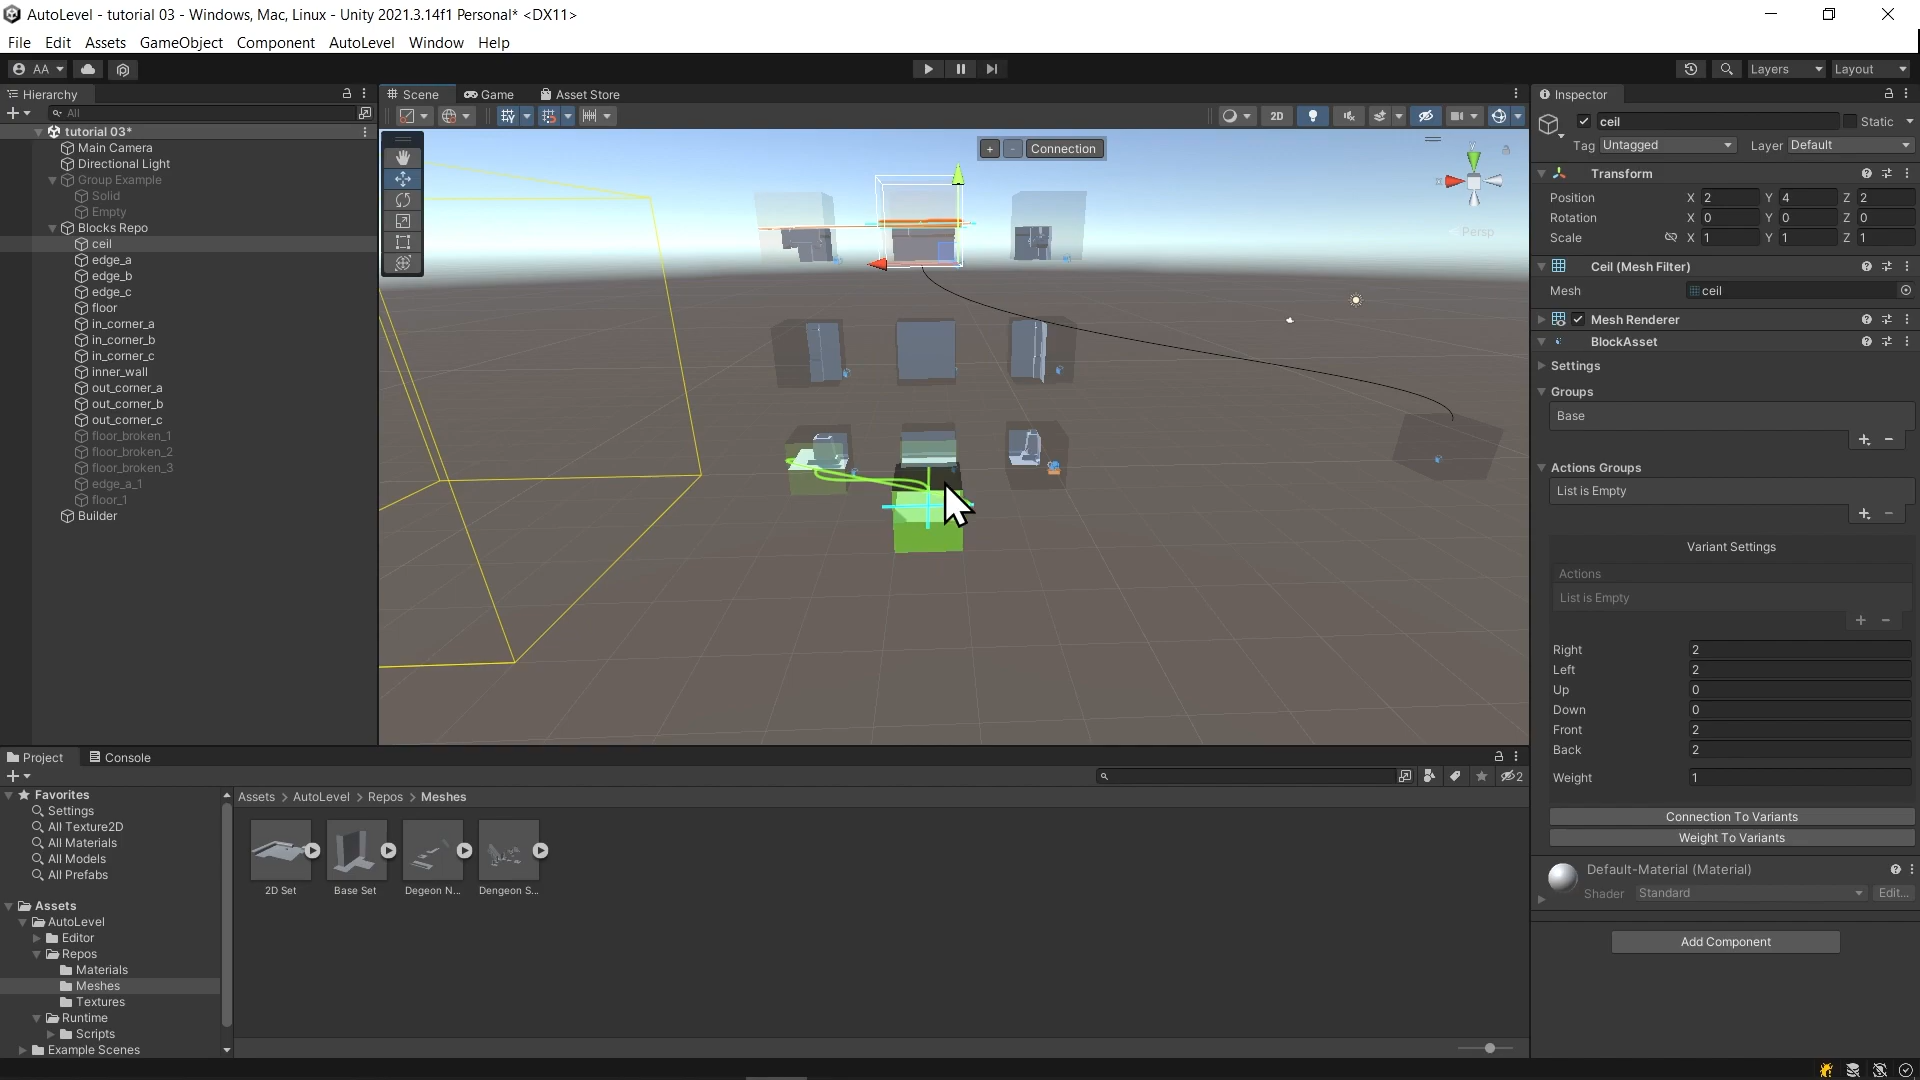 AutoLevel - tutorial 03 - Windows, Mac, Linux - Unity 2021.3.14f1 Personal* <DX11>
File Edit Assets GameObject Component AutoLevel Window Help
AA
Layers
Layout
Hierarchy
Scene
Game
Asset Store
Inspector
All
2D
tutorial 03*
Main Camera
Directional Light
Group Example
Solid
Empty
Blocks Repo
ceil
edge_a
edge_b
edge_c
floor
in_corner_a
in_corner_b
in_corner_c
inner_wall
out_corner_a
out_corner_b
out_corner_c
floor_broken_1
floor_broken_2
floor_broken_3
edge_a_1
floor_1
Builder
+ - Connection
Y
x
Persp
ceil
Static
Tag Untagged Layer Default
Transform
Position X 2 Y 4 Z 2
Rotation X 0 Y 0 Z 0
Scale X 1 Y 1 Z 1
Ceil (Mesh Filter)
Mesh ceil
Mesh Renderer
BlockAsset
Settings
Groups
Base
Actions Groups
List is Empty
Variant Settings
Actions
List is Empty
Right 2
Left 2
Up 0
Down 0
Front 2
Back 2
Weight 1
Connection To Variants
Weight To Variants
Default-Material (Material)
Shader Standard Edit...
Add Component
Project
Console
2
Favorites
Settings
All Texture2D
All Materials
All Models
All Prefabs
Assets
AutoLevel
Editor
Repos
Materials
Meshes
Textures
Runtime
Scripts
Example Scenes
Assets > AutoLevel > Repos > Meshes
2D Set
Base Set
Degeon N...
Dengeon S...